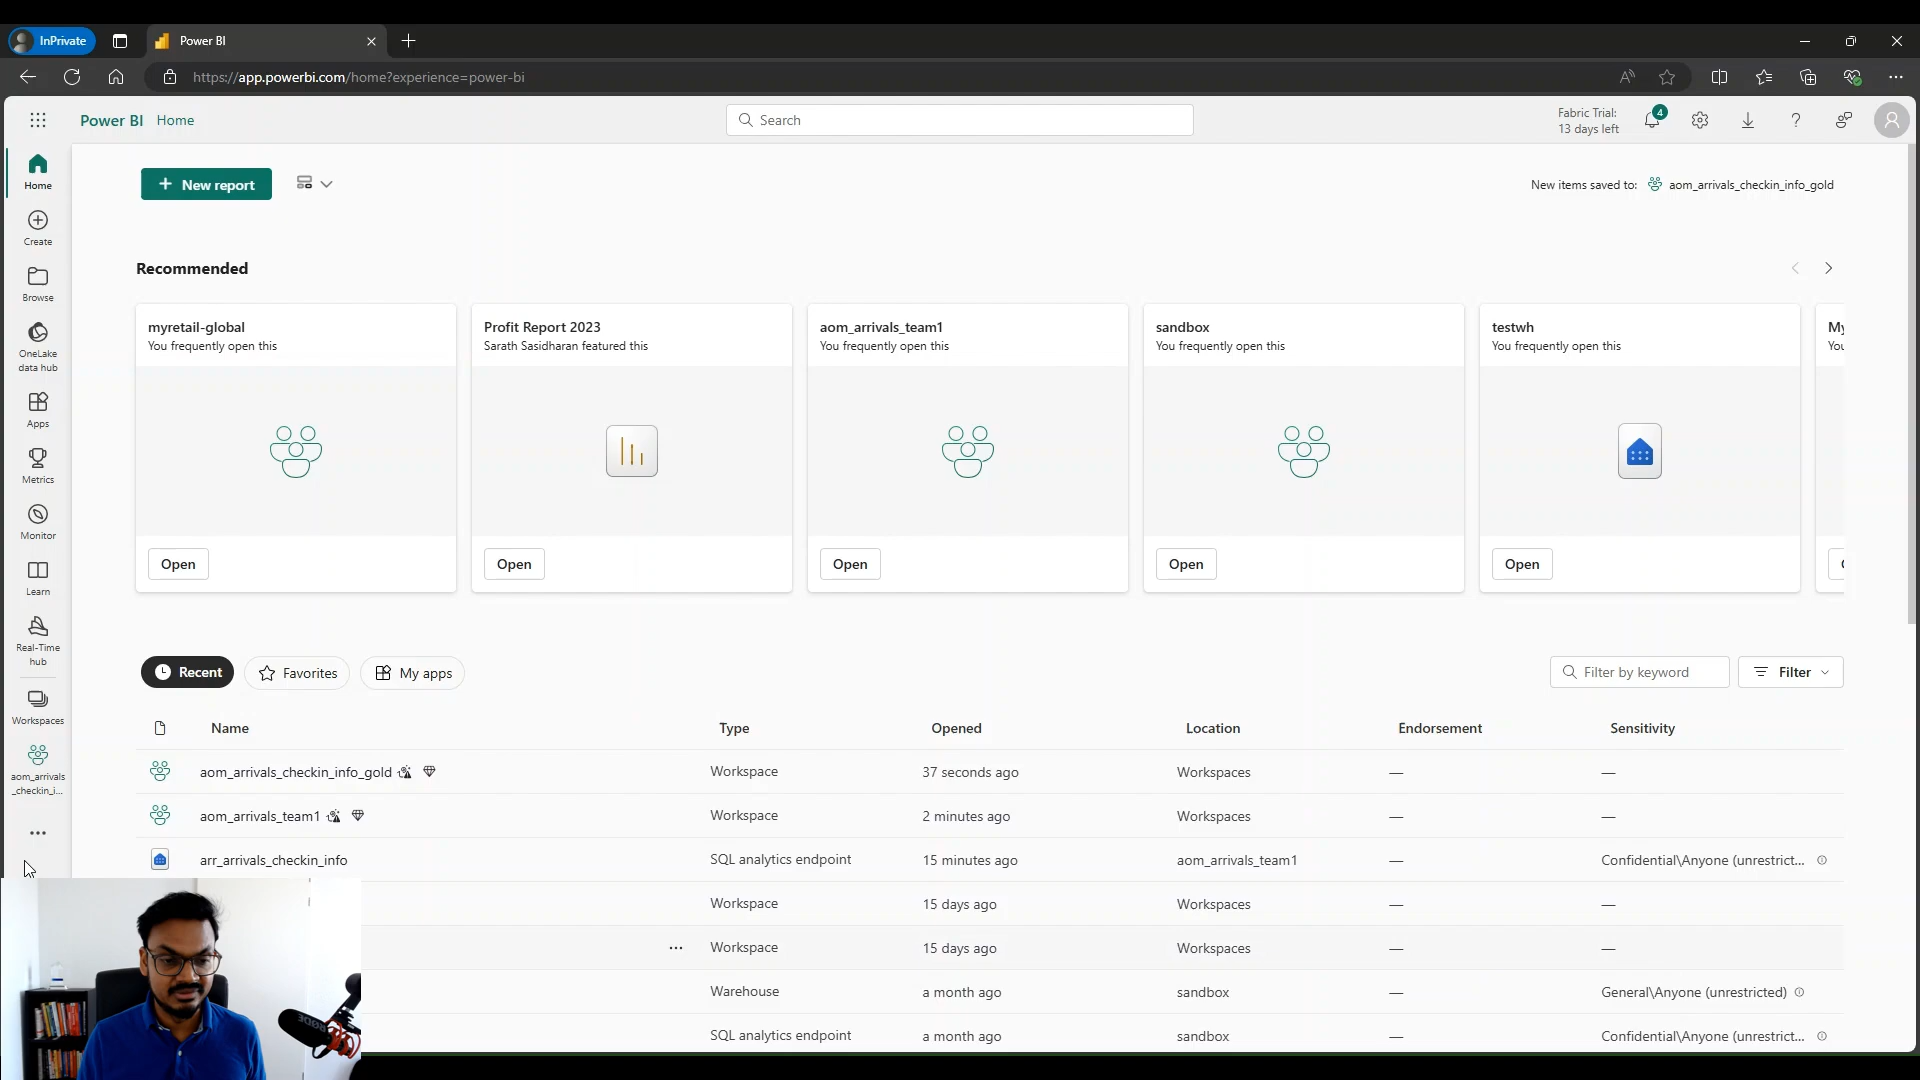 InPrivate
Power BI
https://app.powerbi.com/home?experience=power-bi
Power BI Home
Search
Fabric Trial:
13 days left
4
Home
Create
Browse
OneLake
data hub
Apps
Metrics
Monitor
Learn
Real-Time
hub
Workspaces
aom_arrivals
_checkin_i...
New report
New items saved to: aom_arrivals_checkin_info_gold
Recommended
myretail-global
You frequently open this
Open
Profit Report 2023
Sarath Sasidharan featured this
Open
aom_arrivals_team1
You frequently open this
Open
sandbox
You frequently open this
Open
testwh
You frequently open this
Open
Recent Favorites My apps
Filter by keyword Filter
Name Type Opened Location Endorsement Sensitivity
aom_arrivals_checkin_info_gold Workspace 37 seconds ago Workspaces — —
aom_arrivals_team1 Workspace 2 minutes ago Workspaces — —
arr_arrivals_checkin_info SQL analytics endpoint 15 minutes ago aom_arrivals_team1 — Confidential\Anyone (unrestrict...
Workspace 15 days ago Workspaces — —
Workspace 15 days ago Workspaces — —
Warehouse a month ago sandbox — General\Anyone (unrestricted)
SQL analytics endpoint a month ago sandbox — Confidential\Anyone (unrestrict...
RØDE